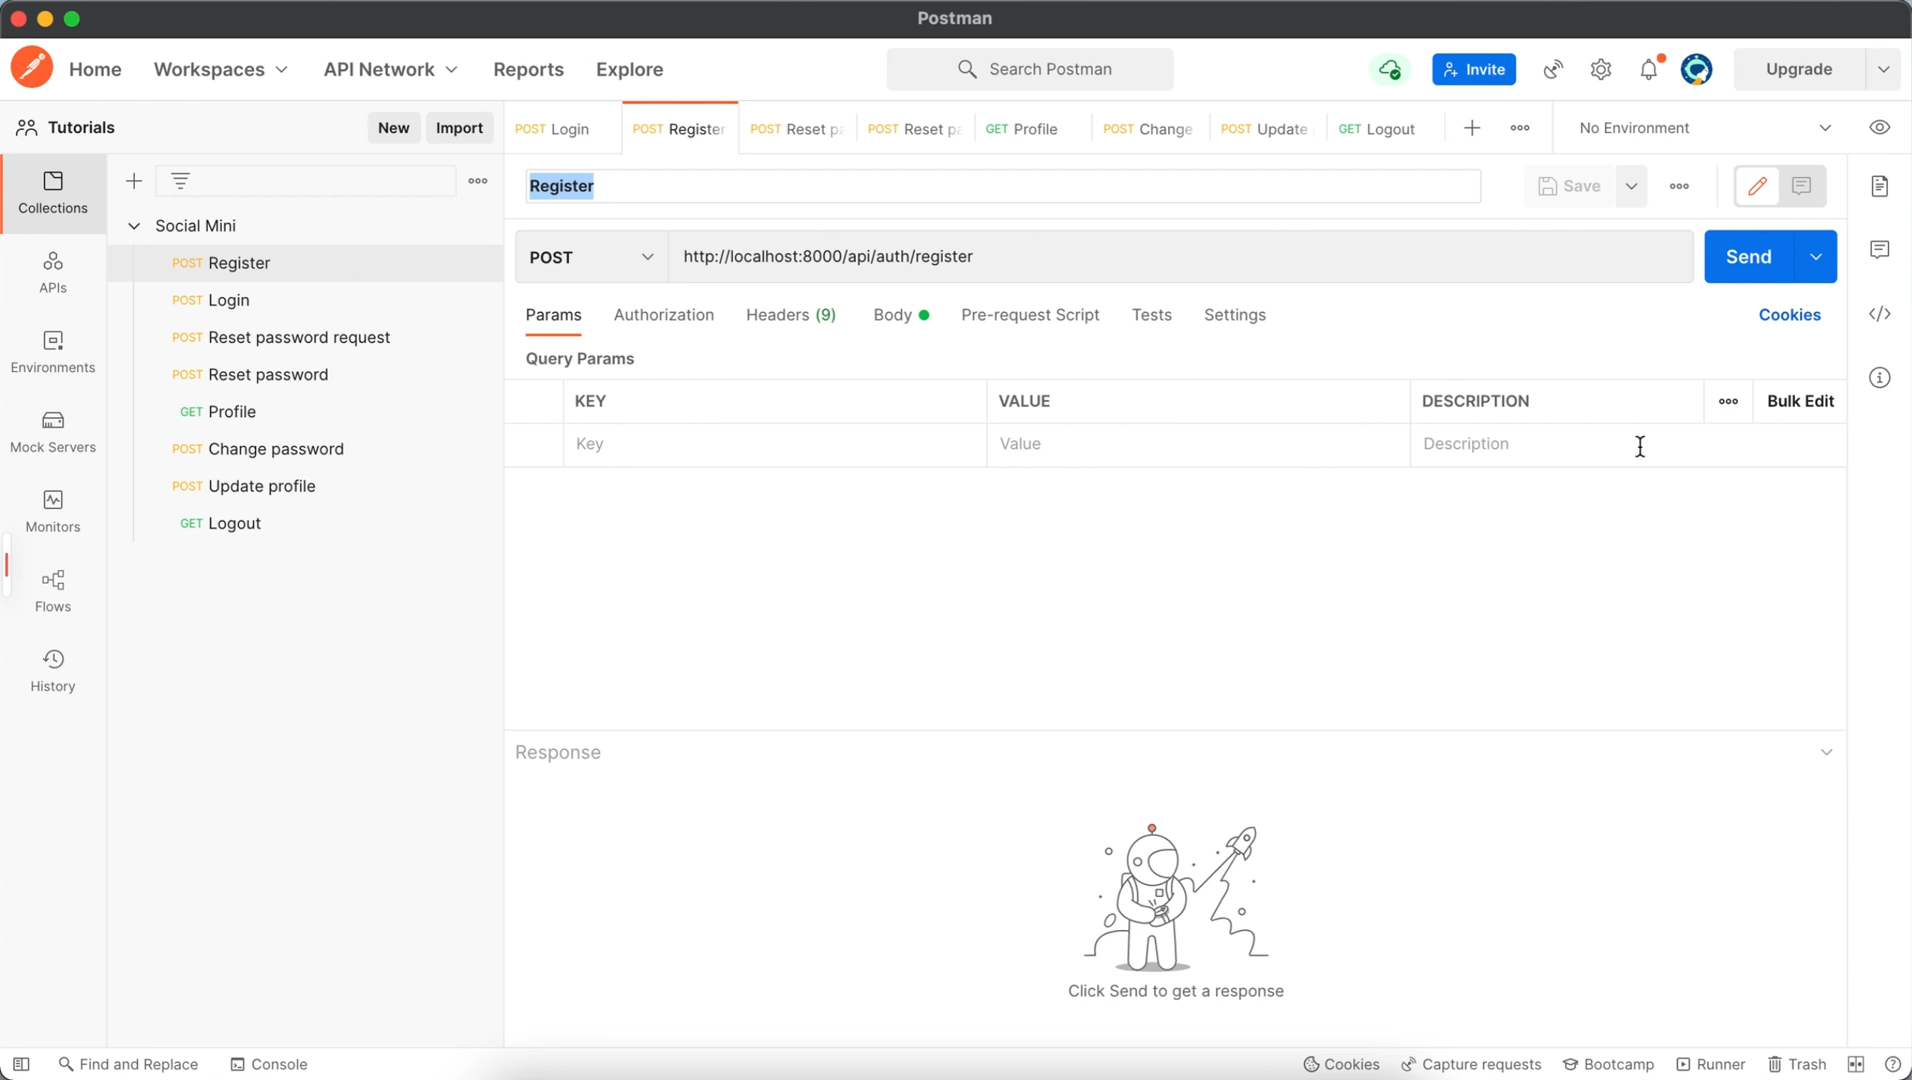 Postman
Home Workspaces API Network Reports Explore Search Postman Invite Upgrade
Tutorials New Import POST Login POST Register POST Reset pa POST Reset pa GET Profile POST Change POST Update GET Logout No Environment
Register Save
Collections
Social Mini
POST Register
POST Login
POST Reset password request
POST Reset password
GET Profile
POST Change password
POST Update profile
GET Logout
APIs
Environments
Mock Servers
Monitors
Flows
History
POST http://localhost:8000/api/auth/register Send
Params Authorization Headers (9) Body Pre-request Script Tests Settings Cookies
Query Params
KEY VALUE DESCRIPTION Bulk Edit
Key Value Description
Response
Click Send to get a response
Find and Replace Console Cookies Capture requests Bootcamp Runner Trash